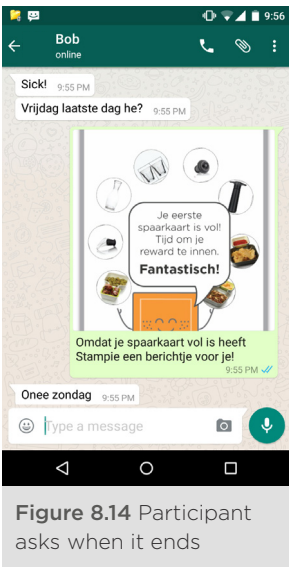 9:56
Bob
online
Sick! 9:55 PM
Vrijdag laatste dag he? 9:55 PM
Je eerste
spaarkaart is vol!
Tijd om je
reward te innen.
Fantastisch!
Omdat je spaarkaart vol is heeft
Stampie een berichtje voor je!
9:55 PM
Onee zondag 9:55 PM
Type a message
Figure 8.14 Participant
asks when it ends